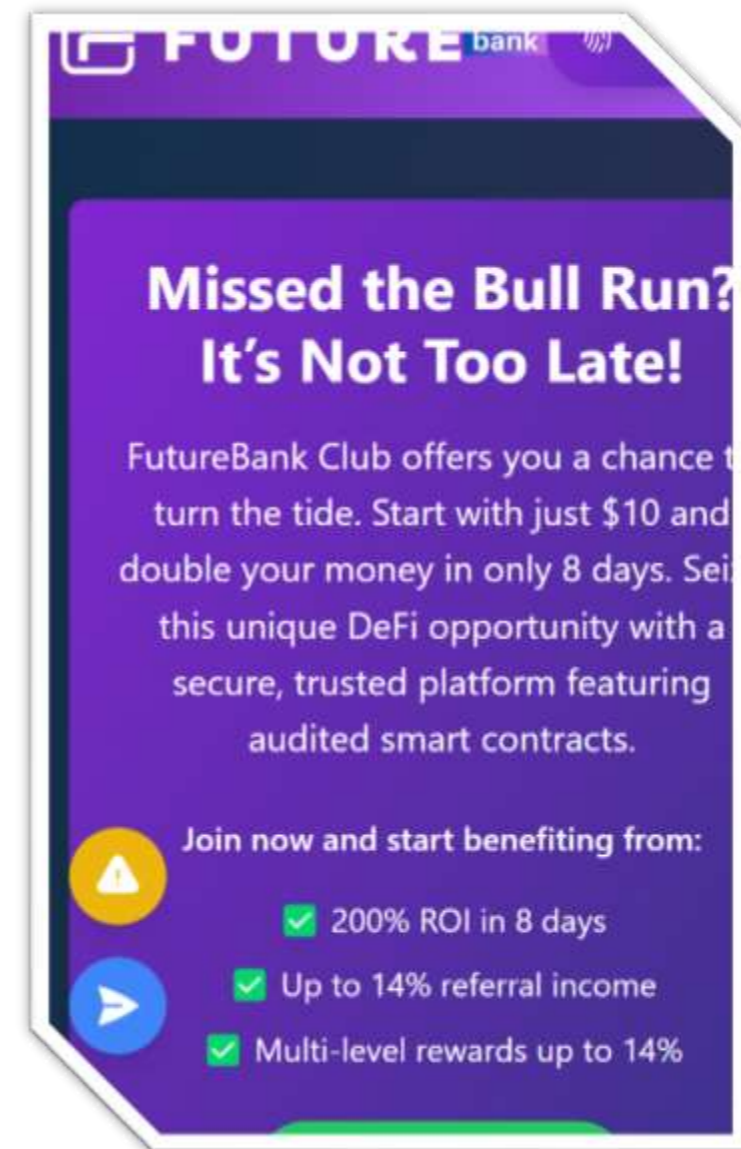 FUTURE bank
Missed the Bull Run?
It's Not Too Late!
FutureBank Club offers you a chance
turn the tide. Start with just $10 and
double your money in only 8 days.
this unique DeFi opportunity with a
secure, trusted platform featuring
audited smart contracts.
Join now and start benefiting from:
✅ 200% ROI in 8 days
✅ Up to 14% referral income
✅ Multi-level rewards up to 14%